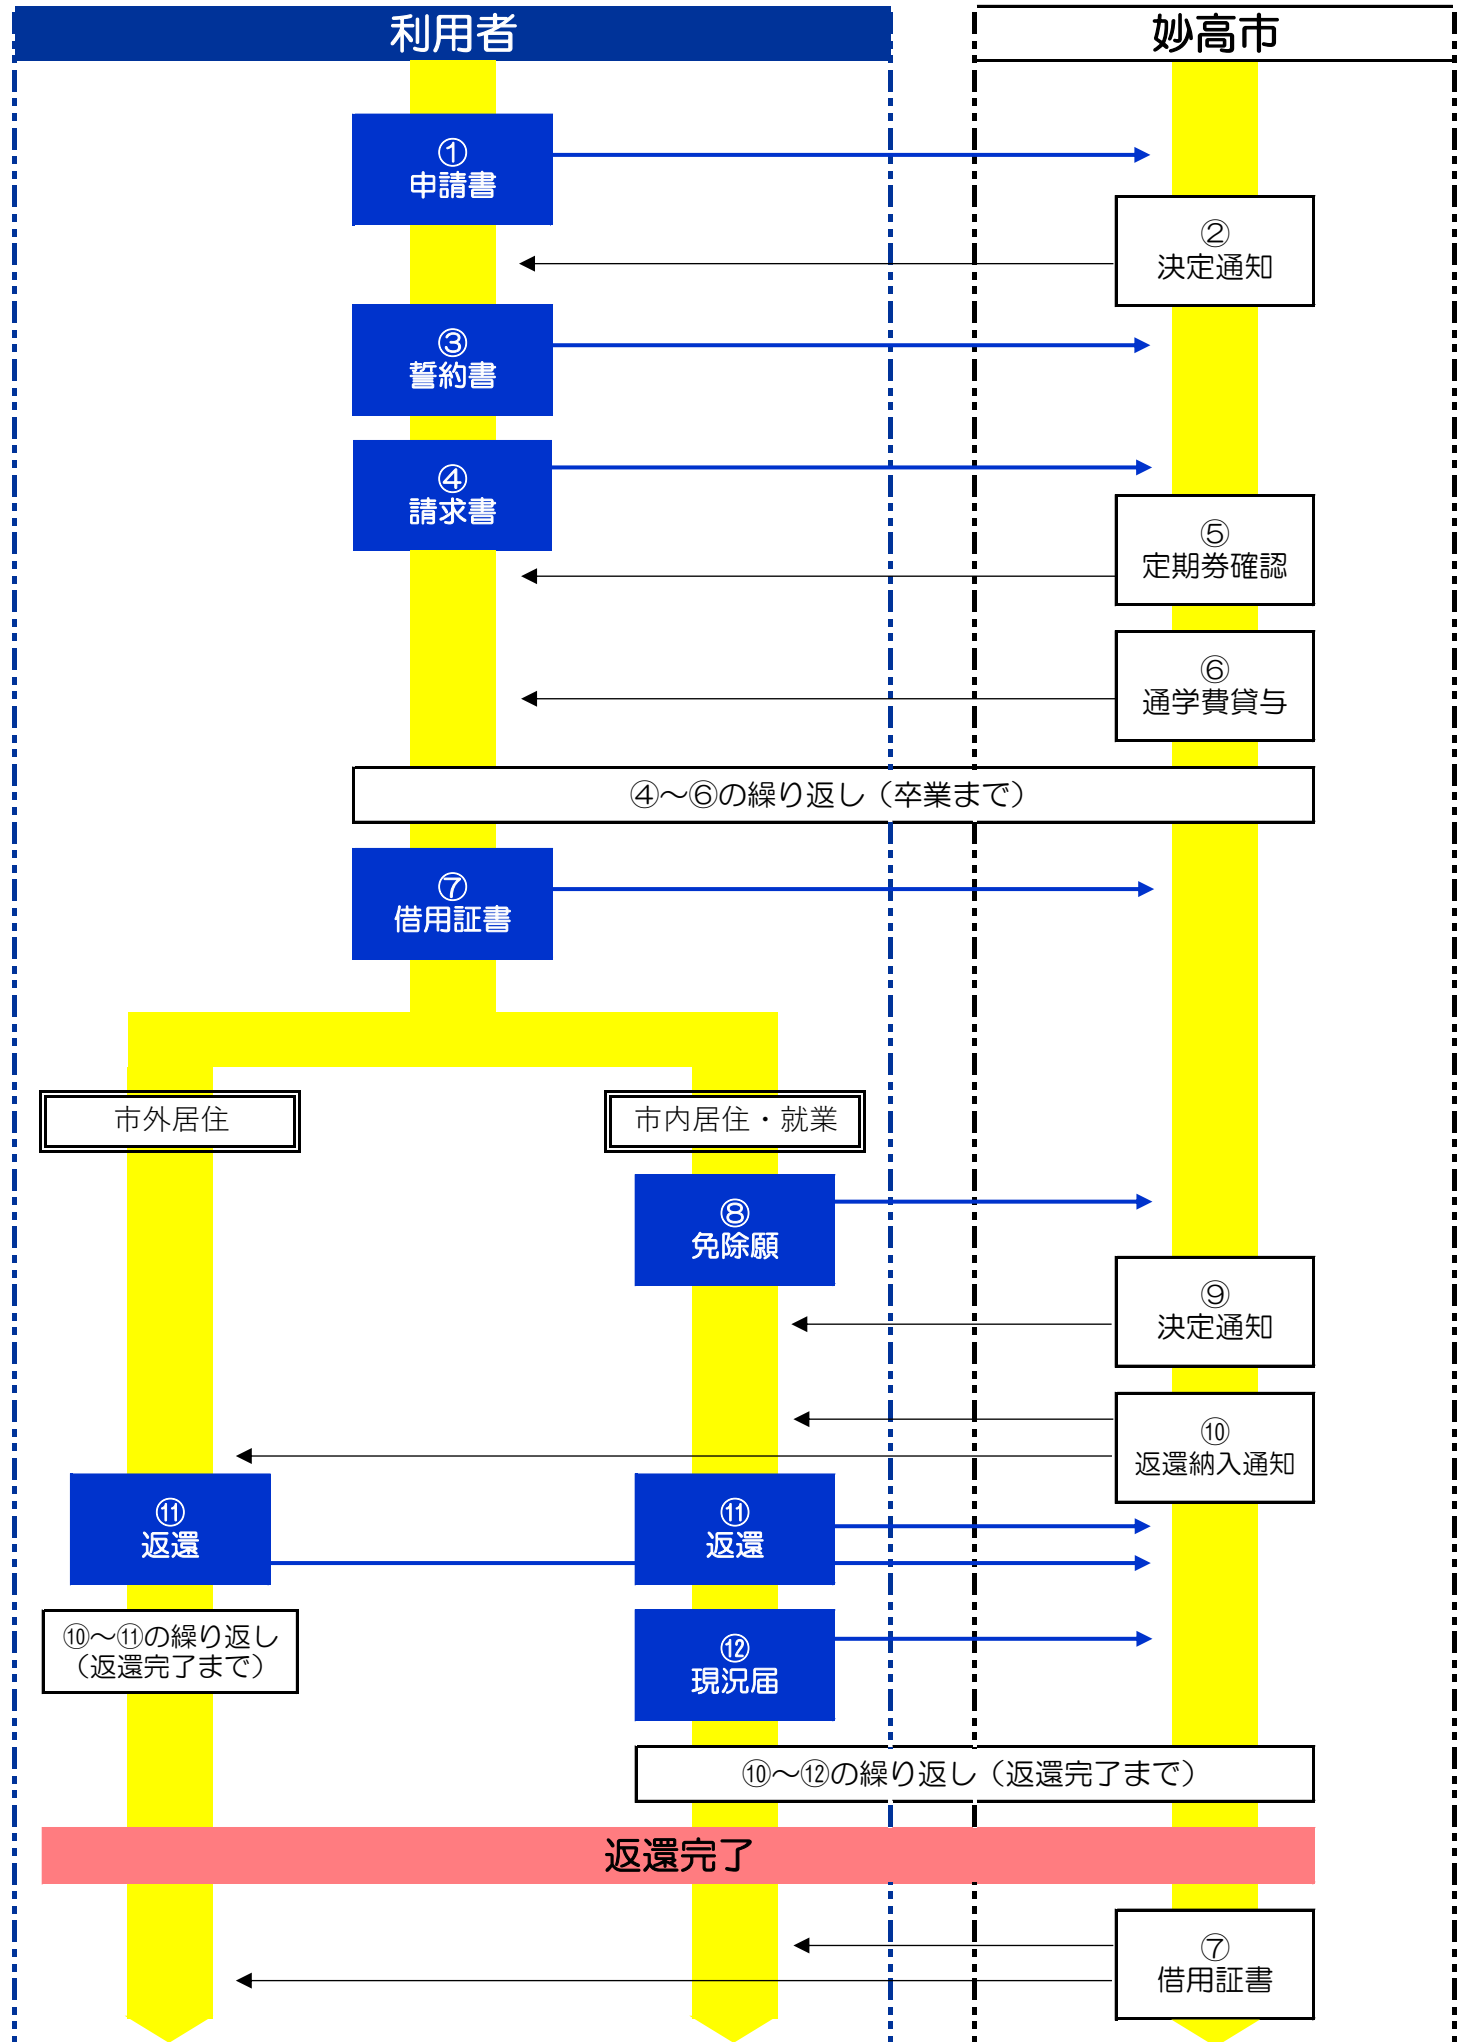 利用者
妙高市
①
申請書
②
決定通知
③
誓約書
④
請求書
⑤
定期券確認
⑥
通学費貸与
④～⑥の繰り返し（卒業まで）
⑦
借用証書
市外居住
市内居住・就業
⑧
免除願
⑨
決定通知
⑩
返還納入通知
⑪
返還
⑪
返還
⑩～⑪の繰り返し
（返還完了まで）
⑫
現況届
⑩～⑫の繰り返し（返還完了まで）
返還完了
⑦
借用証書